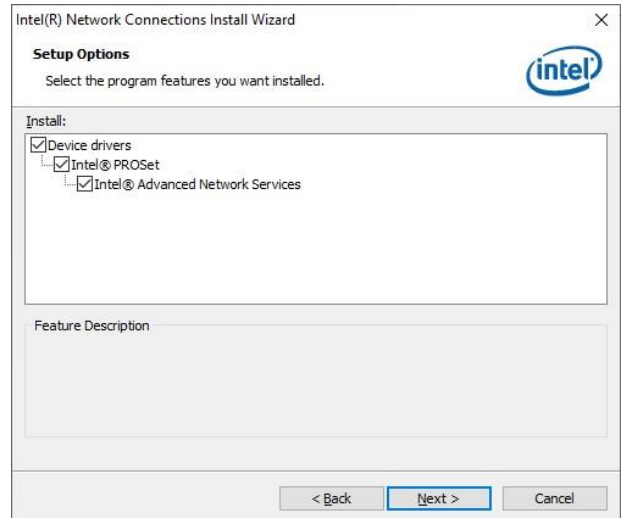 Intel(R) Network Connections Install Wizard
Setup Options
Select the program features you want installed.
intel
Install:
Device drivers
Intel® PROSet
Intel® Advanced Network Services
Feature Description
< Back Next > Cancel